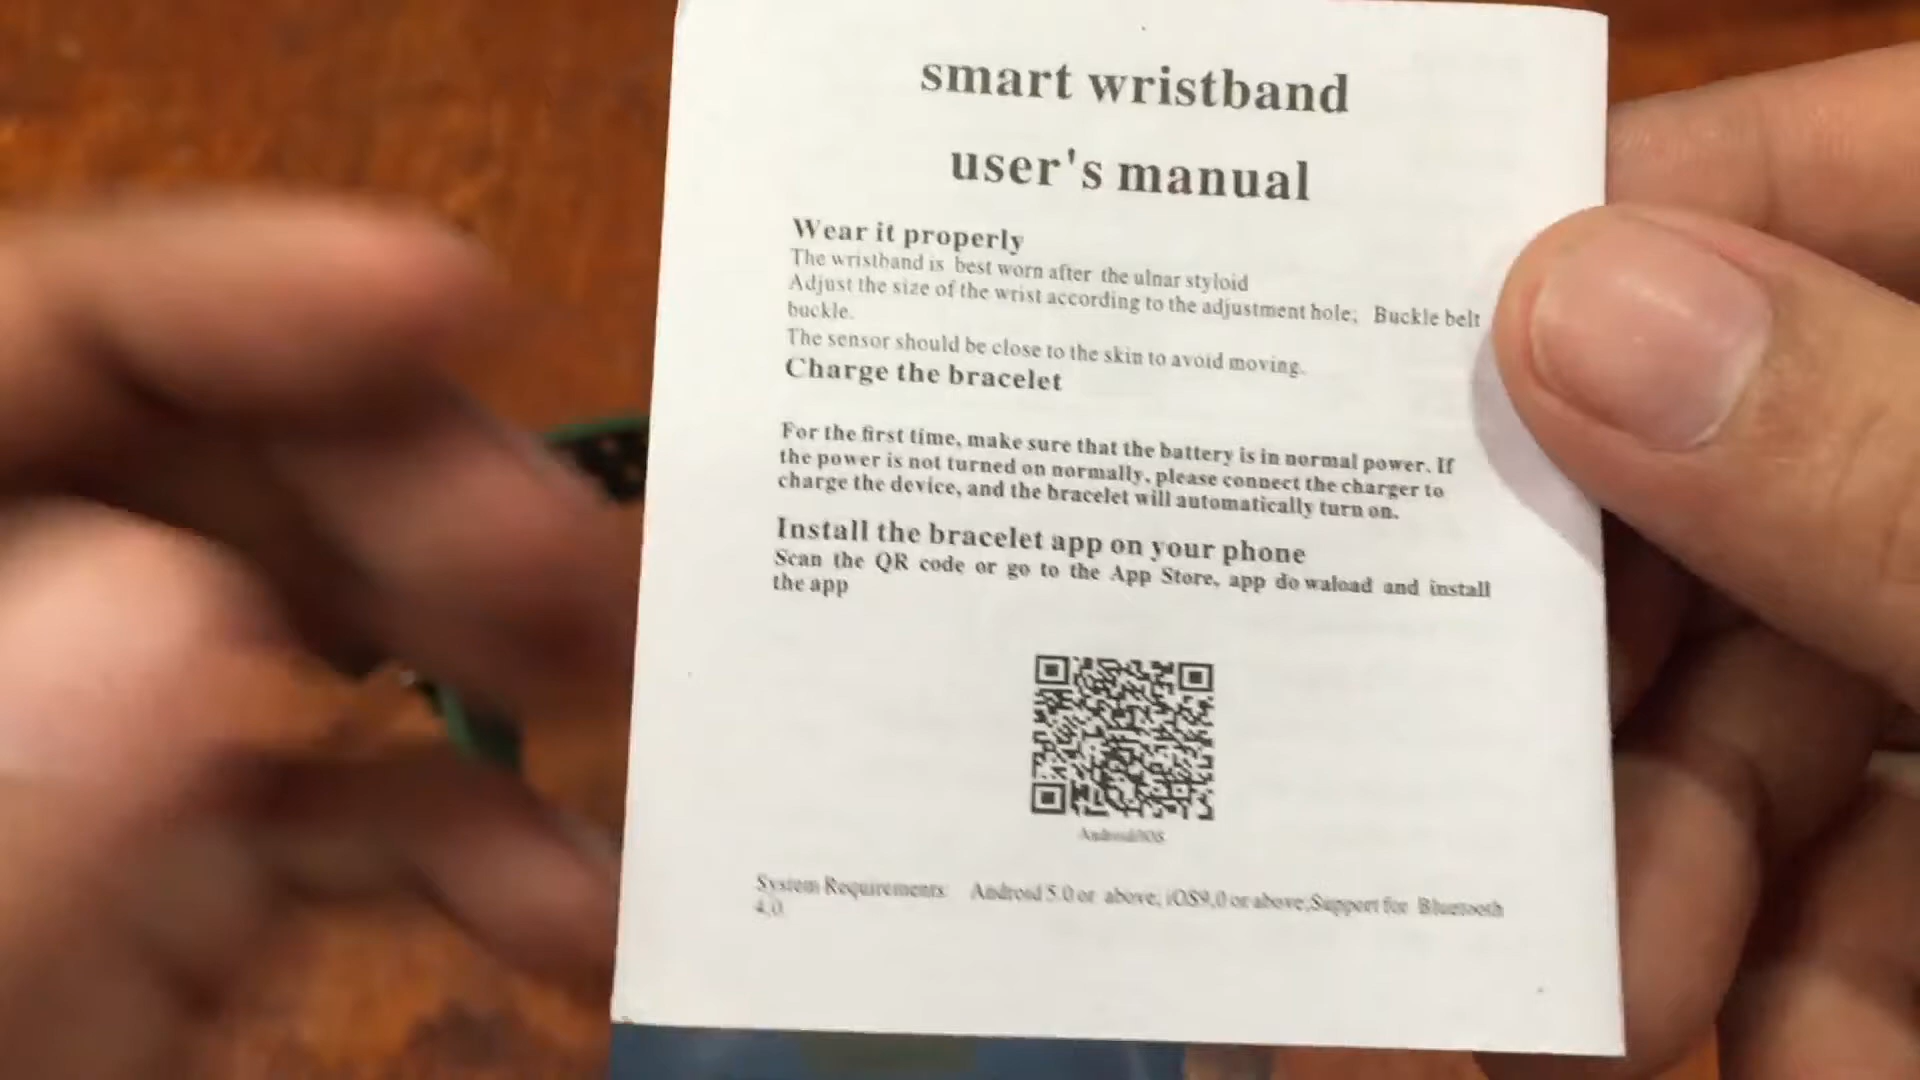 smart wristband
user's manual
Wear it properly
The wristband is best worn after the ulnar styloid
Adjust the size of the wrist according to the adjustment hole; Buckle belt
buckle.
The sensor should be close to the skin to avoid moving.
Charge the bracelet
For the first time, make sure that the battery is in normal power. If
the power is not turned on normally, please connect the charger to
charge the device, and the bracelet will automatically turn on.
Install the bracelet app on your phone
Scan the QR code or go to the App Store, app do waload and install
the app
Android/IOS
System Requirements: Android 5.0 or above; iOS9.0 or above;Support for Bluetooth
4.0.